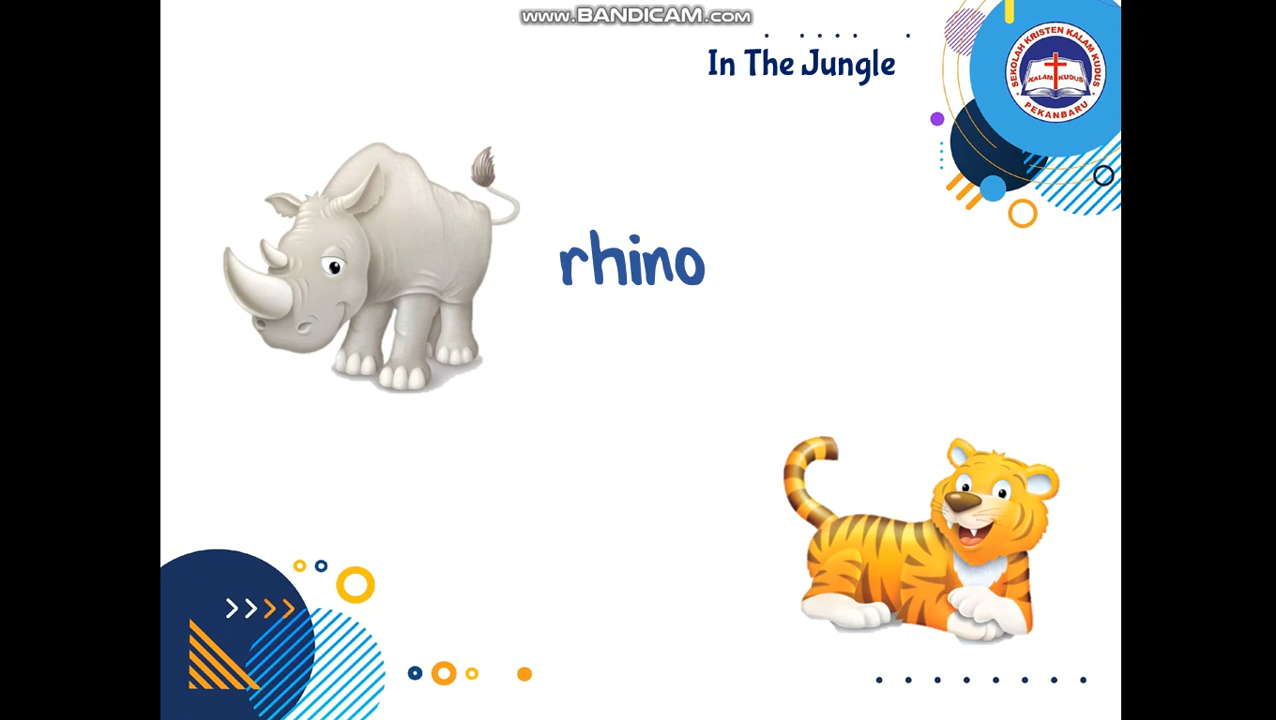 www.BANDICAM.com
In The Jungle
SEKOLAH KRISTEN KALAM KUDUS
KALAM KUDUS
PEKANBARU
rhino